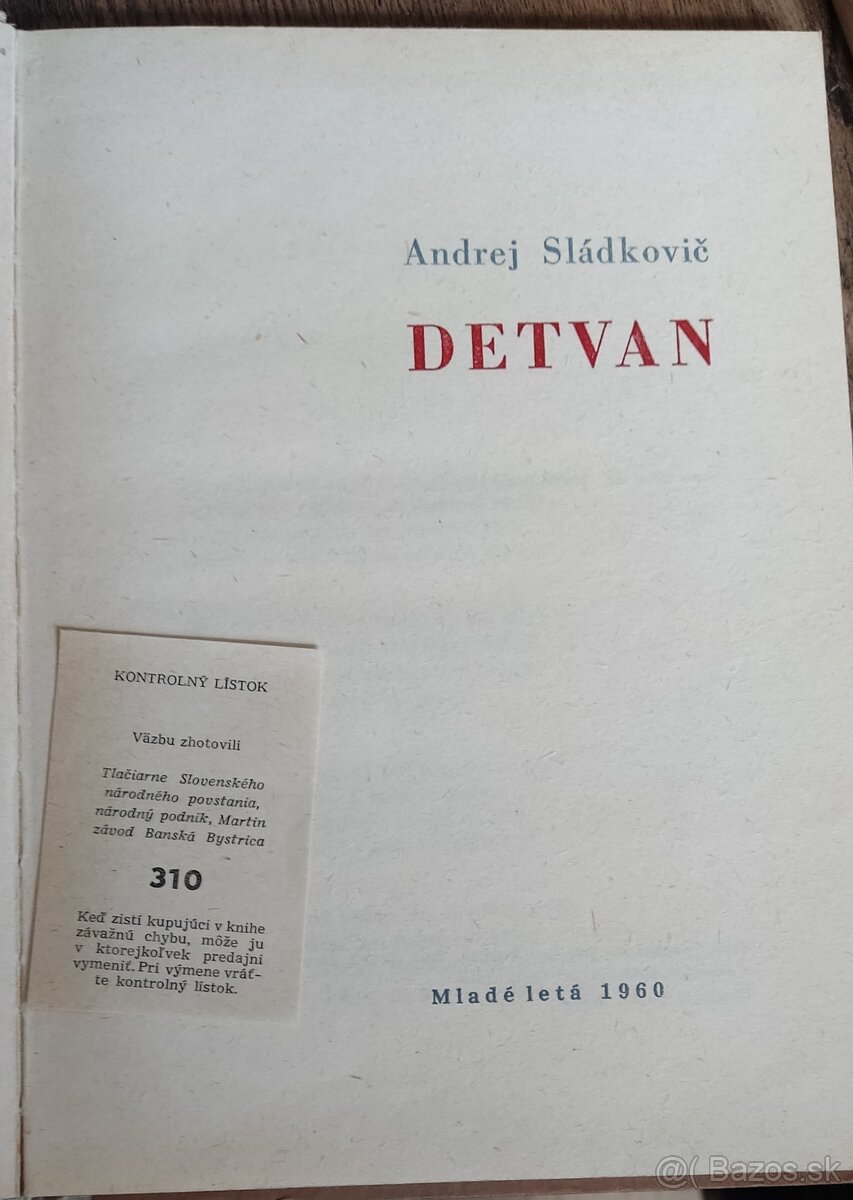 Andrej Sládkovič
DETVAN
KONTROLNÝ LÍSTOK
Väzbu zhotovili
Tlačiarne Slovenského
národného povstania,
národný podnik, Martin
závod Banská Bystrica
310
Keď zistí kupujúci v knihe
závažnú chybu, môže ju
v ktorejkoľvek predajni
vymeniť. Pri výmene vráť-
te kontrolný lístok.
Mladé letá 1960
@( Bazos.sk